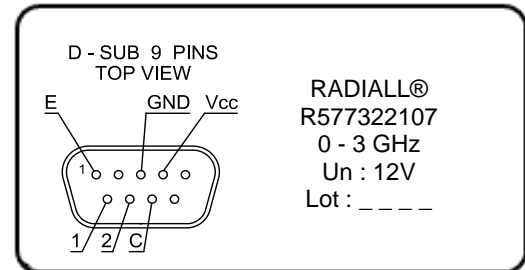 D - SUB 9 PINS
TOP VIEW
E GND Vcc
1
1 2 C
RADIALL®
R577322107
0 - 3 GHz
Un : 12V
Lot : _ _ _ _